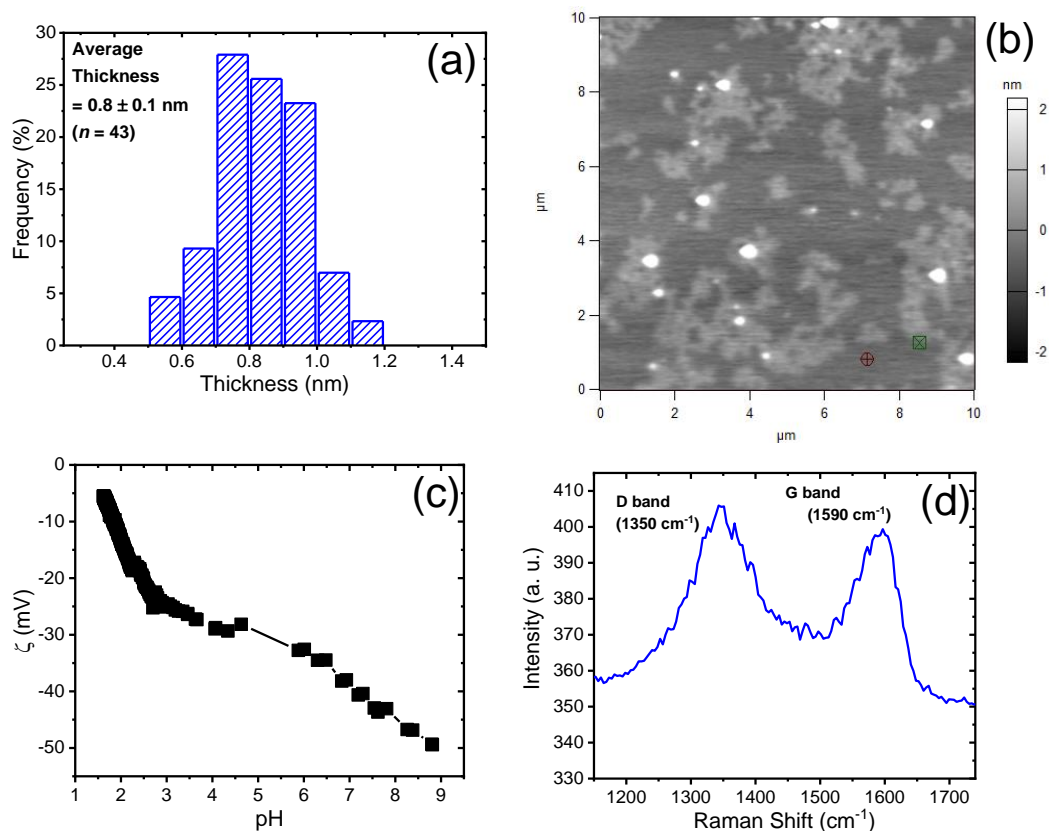 (a)
Average
Thickness
= 0.8 ± 0.1 nm
(n = 43)
Frequency (%)
30
25
20
15
10
5
0
0.4 0.6 0.8 1.0 1.2 1.4
Thickness (nm)
(b)
10
8
6
4
2
0
µm
0 2 4 6 8 10
µm
nm
2
1
0
-1
-2
(c)
ζ (mV)
0
-10
-20
-30
-40
-50
1 2 3 4 5 6 7 8 9
pH
(d)
D band
(1350 cm⁻¹)
G band
(1590 cm⁻¹)
Intensity (a. u.)
410
400
390
380
370
360
350
340
330
1200 1300 1400 1500 1600 1700
Raman Shift (cm⁻¹)